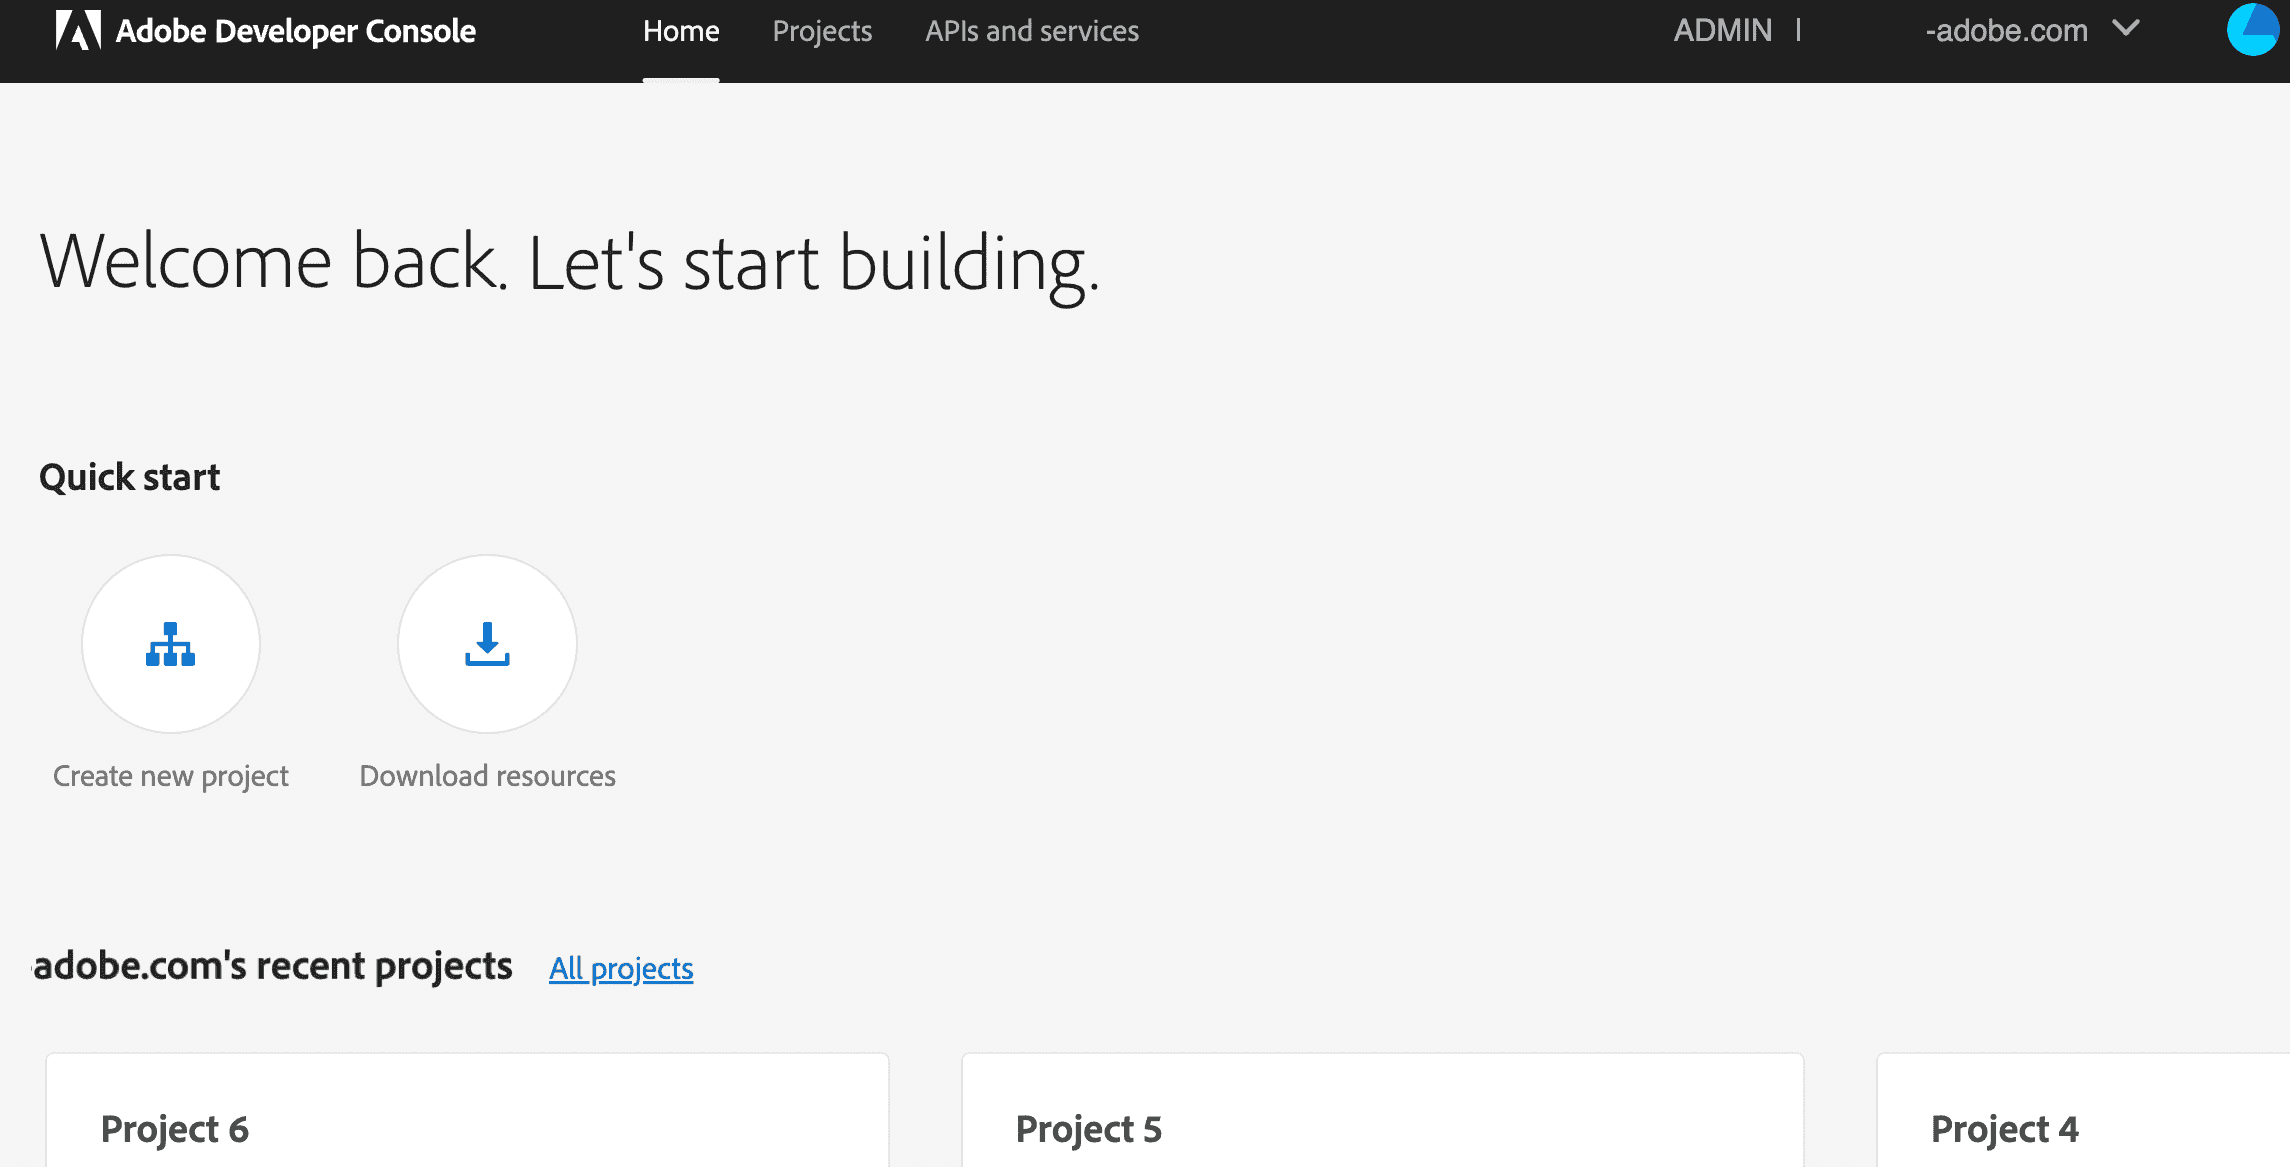 Adobe Developer Console Home Projects APIs and services ADMIN | -adobe.com
Welcome back. Let's start building.
Quick start
Create new project Download resources
adobe.com's recent projects All projects
Project 6 Project 5 Project 4